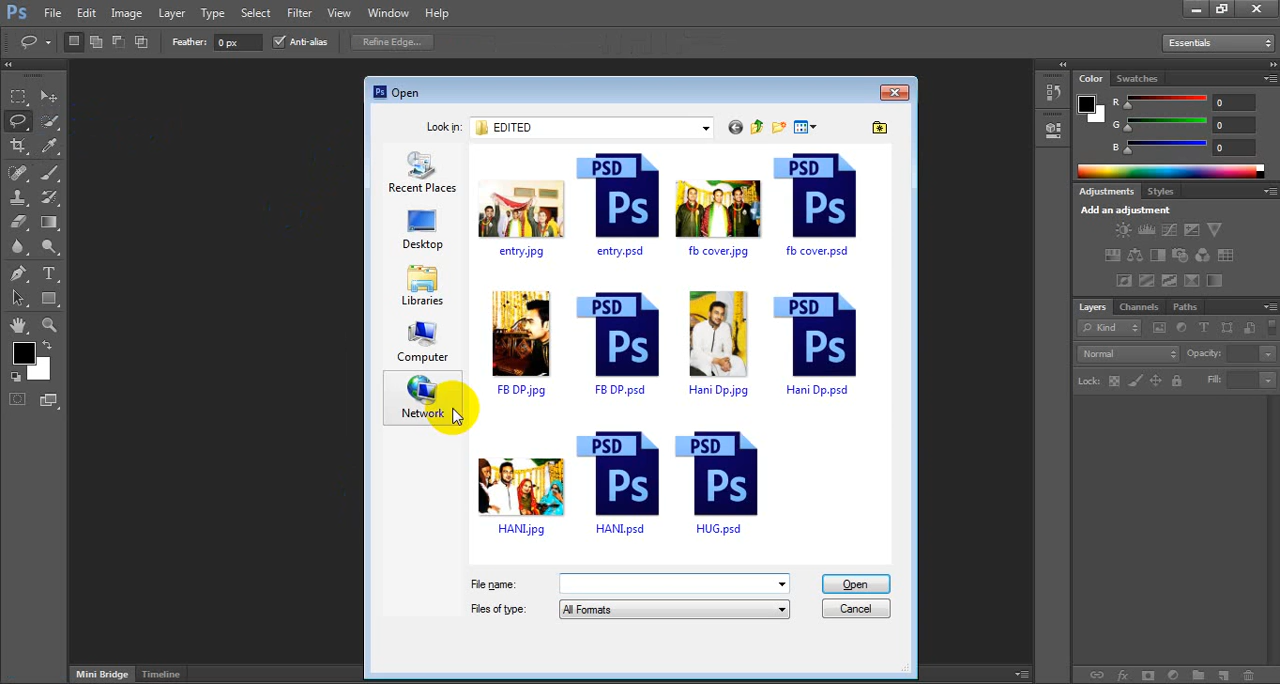 Ps File Edit Image Layer Type Select Filter View Window Help
Feather: 0 px Anti-alias Refine Edge... Essentials
Ps Open
Look in: EDITED
Recent Places
Desktop
Libraries
Computer
Network
PSD Ps PSD Ps
entry.jpg entry.psd fb cover.jpg fb cover.psd
PSD Ps PSD Ps
FB DP.jpg FB DP.psd Hani Dp.jpg Hani Dp.psd
PSD Ps PSD Ps
HANI.jpg HANI.psd HUG.psd
File name: Open
Files of type: All Formats Cancel
Color Swatches
R 0
G 0
B 0
Adjustments Styles
Add an adjustment
Layers Channels Paths
Kind T
Normal Opacity:
Lock: Fill:
fx
T
Mini Bridge Timeline